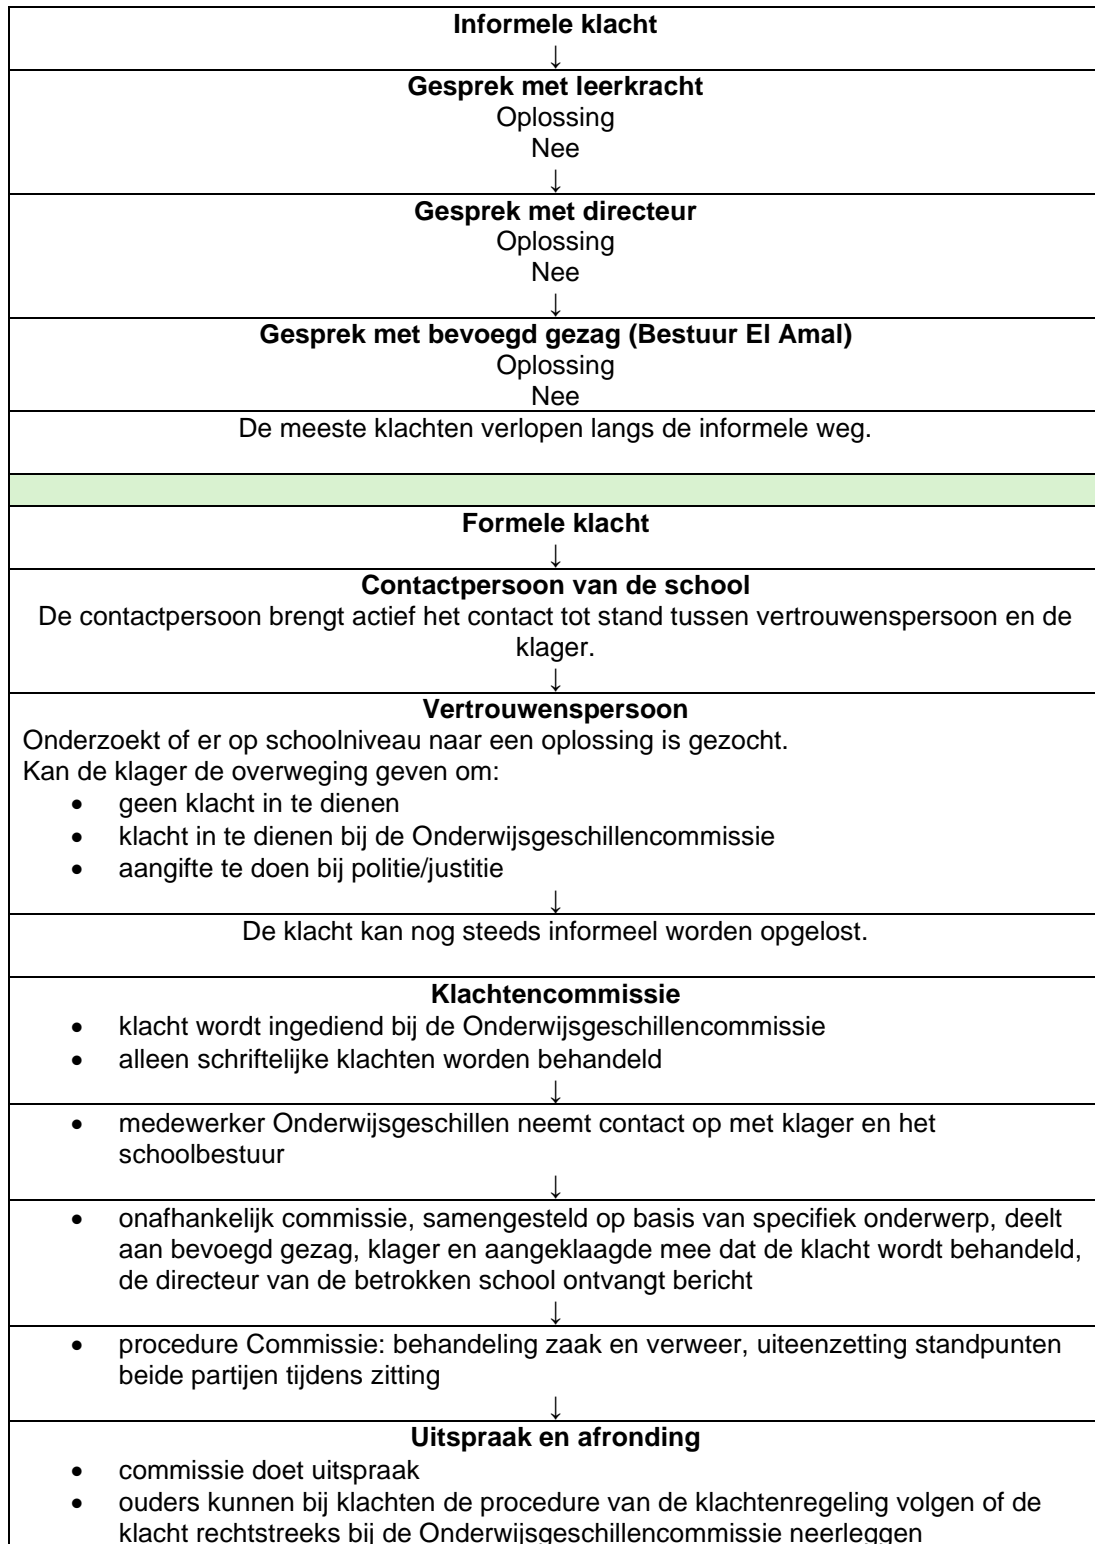 Informele klacht
↓
Gesprek met leerkracht
Oplossing
Nee
↓
Gesprek met directeur
Oplossing
Nee
↓
Gesprek met bevoegd gezag (Bestuur El Amal)
Oplossing
Nee
De meeste klachten verlopen langs de informele weg.
Formele klacht
↓
Contactpersoon van de school
De contactpersoon brengt actief het contact tot stand tussen vertrouwenspersoon en de
klager.
↓
Vertrouwenspersoon
Onderzoekt of er op schoolniveau naar een oplossing is gezocht.
Kan de klager de overweging geven om:
• geen klacht in te dienen
• klacht in te dienen bij de Onderwijsgeschillencommissie
• aangifte te doen bij politie/justitie
↓
De klacht kan nog steeds informeel worden opgelost.
Klachtencommissie
• klacht wordt ingediend bij de Onderwijsgeschillencommissie
• alleen schriftelijke klachten worden behandeld
↓
• medewerker Onderwijsgeschillen neemt contact op met klager en het
schoolbestuur
↓
• onafhankelijk commissie, samengesteld op basis van specifiek onderwerp, deelt
aan bevoegd gezag, klager en aangeklaagde mee dat de klacht wordt behandeld,
de directeur van de betrokken school ontvangt bericht
↓
• procedure Commissie: behandeling zaak en verweer, uiteenzetting standpunten
beide partijen tijdens zitting
↓
Uitspraak en afronding
• commissie doet uitspraak
• ouders kunnen bij klachten de procedure van de klachtenregeling volgen of de
klacht rechtstreeks bij de Onderwijsgeschillencommissie neerleggen